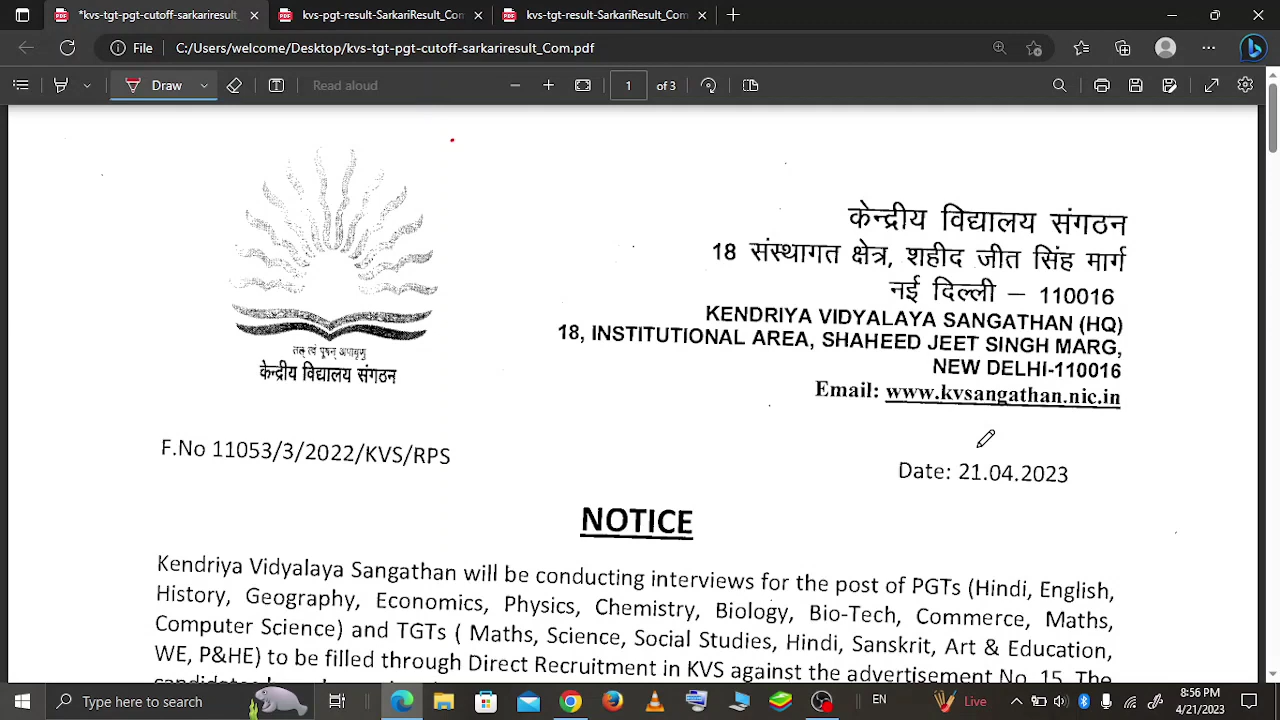 *kvs-tgt-pgt-cutoff-sarkariresult_
kvs-pgt-result-SarkariResult_Com
kvs-tgt-result-SarkariResult_Com.
File
C:/Users/welcome/Desktop/kvs-tgt-pgt-cutoff-sarkariresult_Com.pdf
Draw
Read aloud
1 of 3
केन्द्रीय विद्यालय संगठन
18 संस्थागत क्षेत्र, शहीद जीत सिंह मार्ग
नई दिल्ली – 110016
KENDRIYA VIDYALAYA SANGATHAN (HQ)
18, INSTITUTIONAL AREA, SHAHEED JEET SINGH MARG,
NEW DELHI-110016
Email: www.kvsangathan.nic.in
तत् त्वं पूषन् अपावृणु
केन्द्रीय विद्यालय संगठन
F.No 11053/3/2022/KVS/RPS
Date: 21.04.2023
NOTICE
Kendriya Vidyalaya Sangathan will be conducting interviews for the post of PGTs (Hindi, English,
History, Geography, Economics, Physics, Chemistry, Biology, Bio-Tech, Commerce, Maths,
Computer Science) and TGTs ( Maths, Science, Social Studies, Hindi, Sanskrit, Art & Education,
WE, P&HE) to be filled through Direct Recruitment in KVS against the advertisement No. 15. The
Type here to search
EN
Live
8:56 PM
4/21/2023